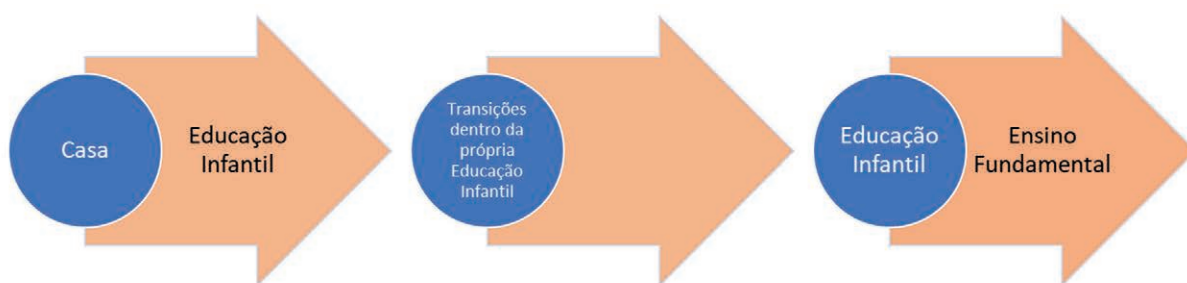 Casa
Educação
Infantil
Transições
dentro da
própria
Educação
Infantil
Educação
Infantil
Ensino
Fundamental